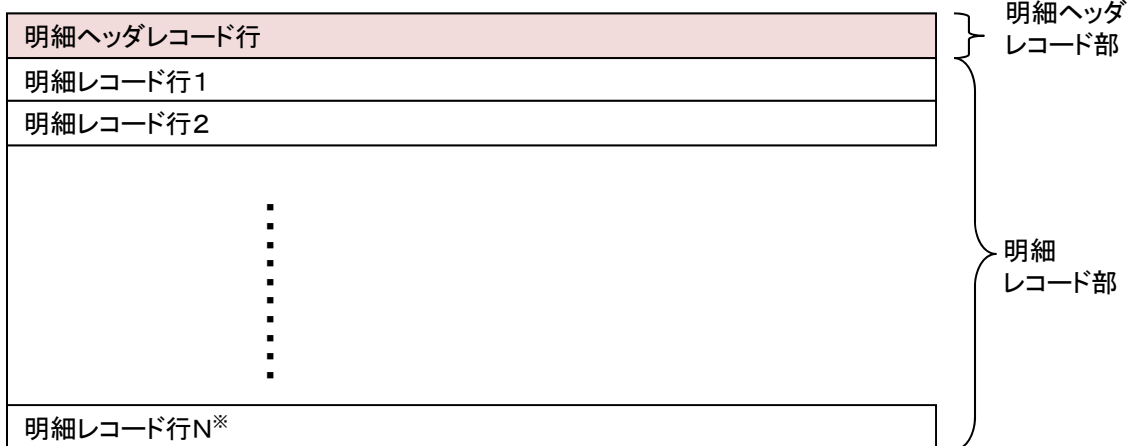 明細ヘッダレコード行
明細ヘッダ
レコード部
明細レコード行1
明細レコード行2
明細
レコード部
明細レコード行N※